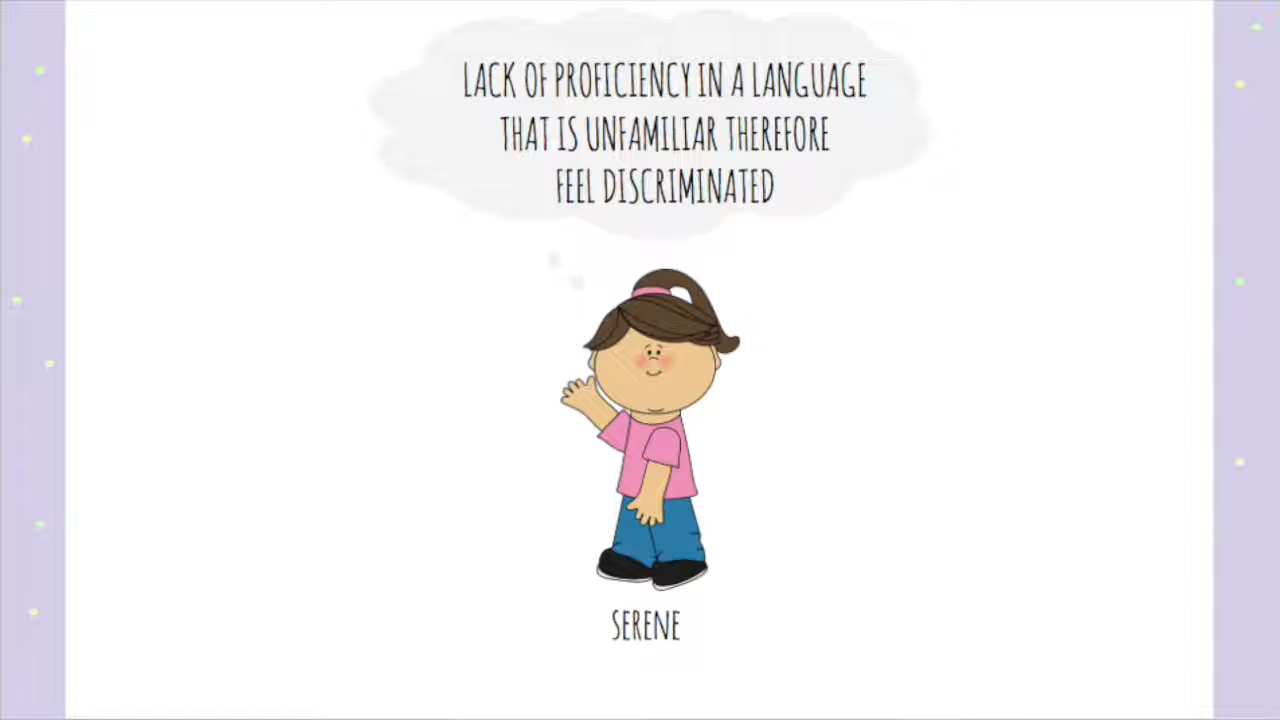 LACK OF PROFICIENCY IN A LANGUAGE
THAT IS UNFAMILIAR THEREFORE
FEEL DISCRIMINATED
SERENE